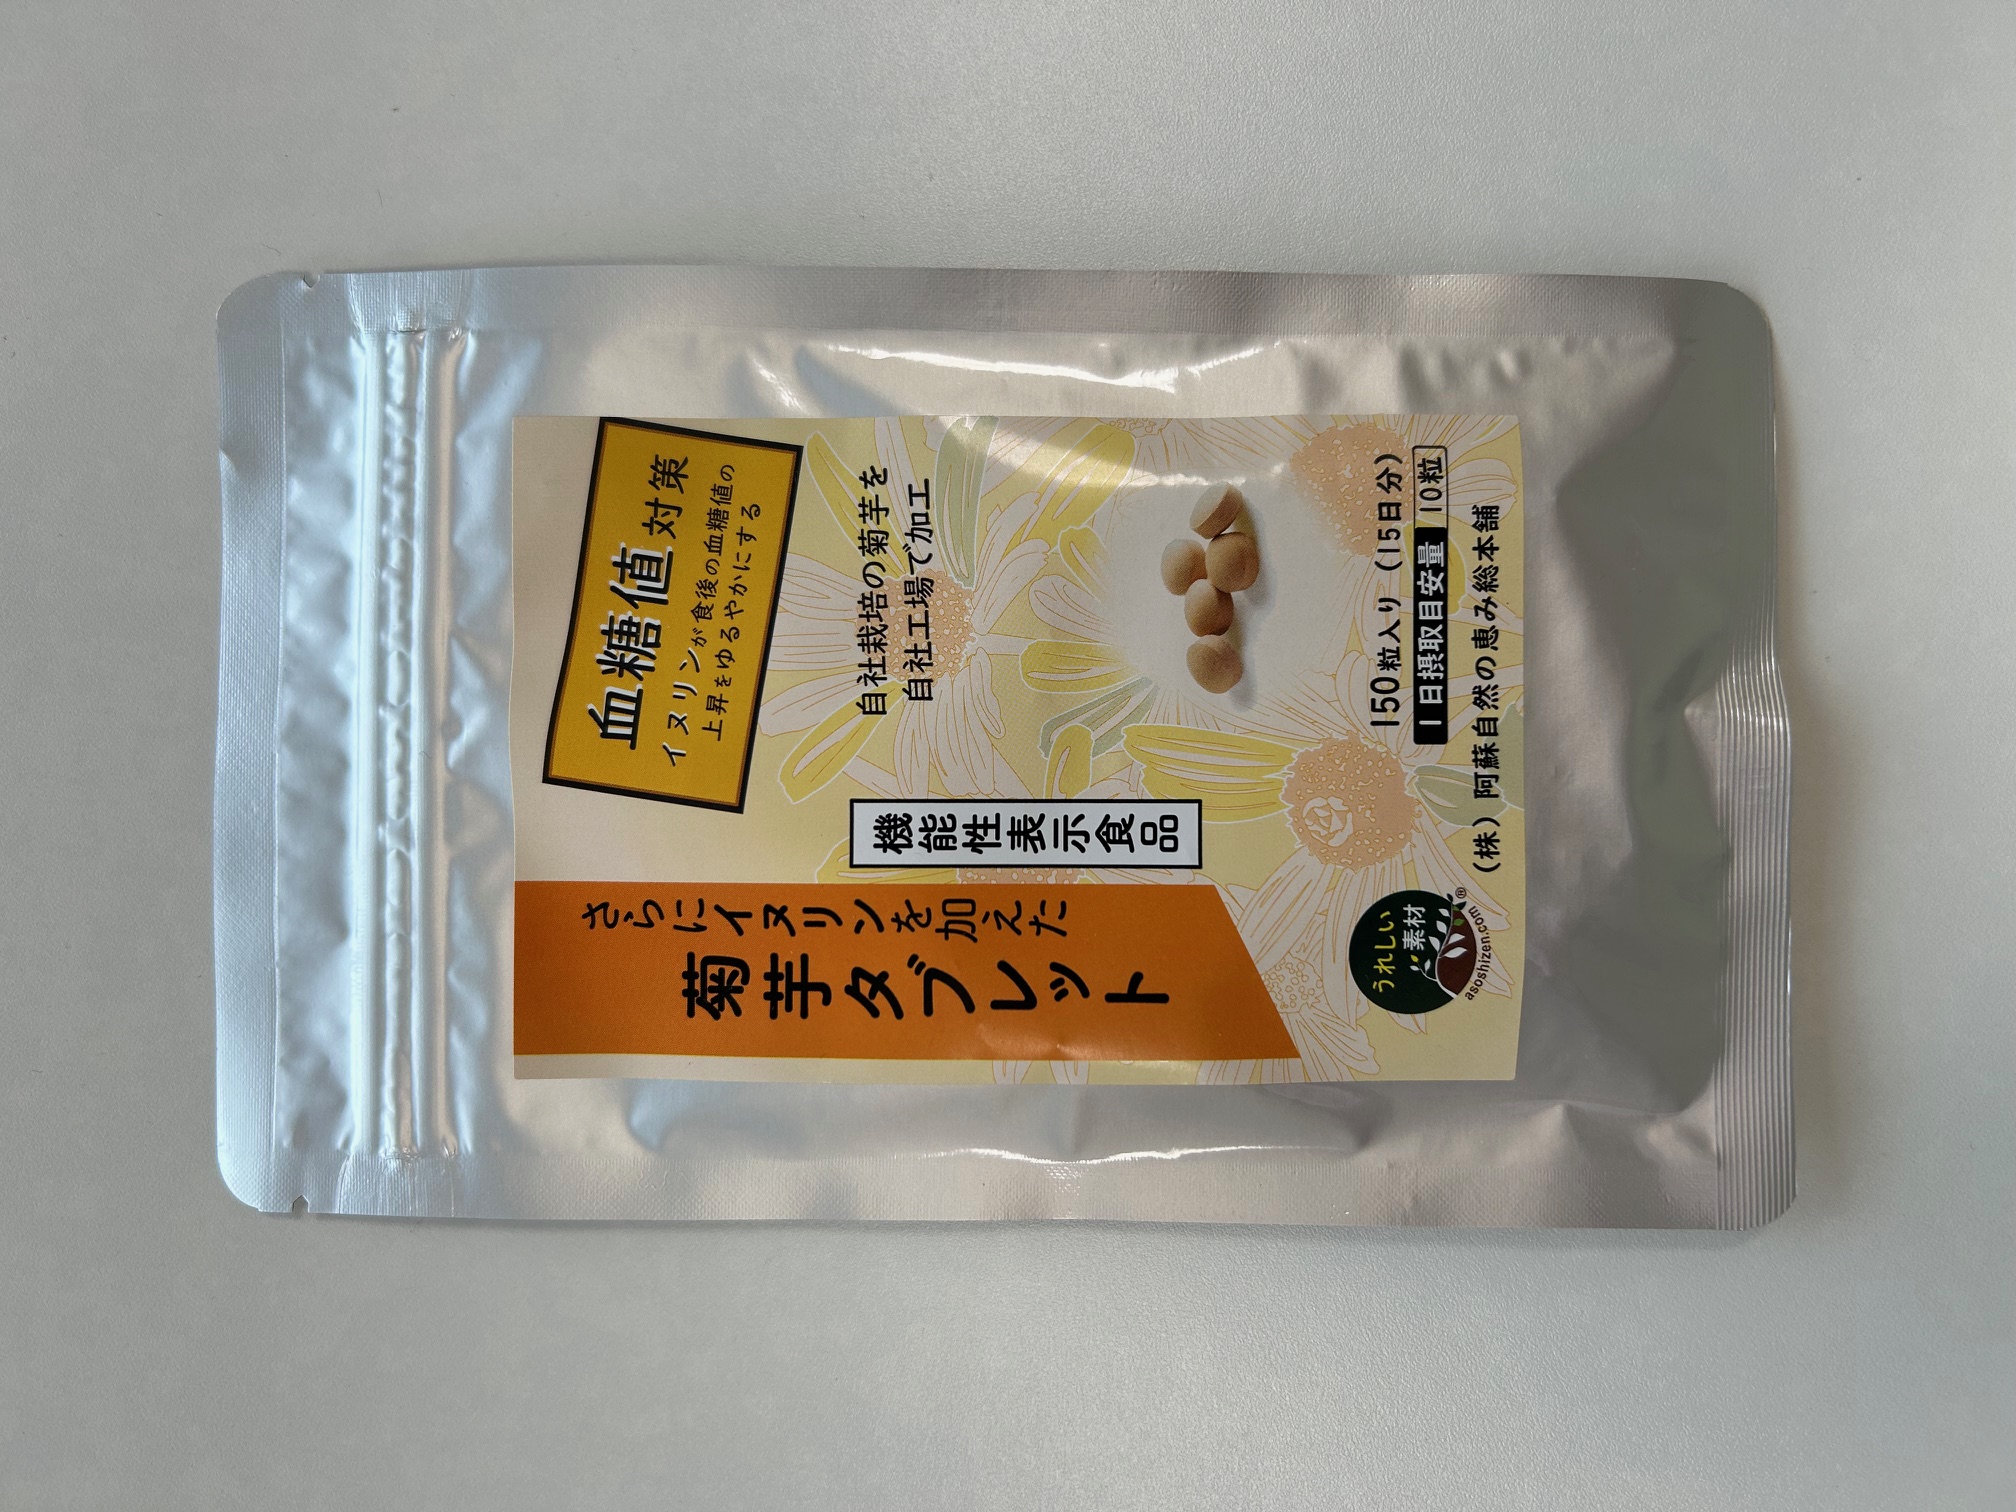 さらにイヌリンを加えた
菊芋タブレット
機能性表示食品
血糖値対策
イヌリンが食後の血糖値の
上昇をゆるやかにする
自社栽培の菊芋を
自社工場で加工
150粒入り（15日分）
1日摂取目安量 10粒
（株）阿蘇自然の恵み総本舗
うれしい
素材
®
asoshizen.com